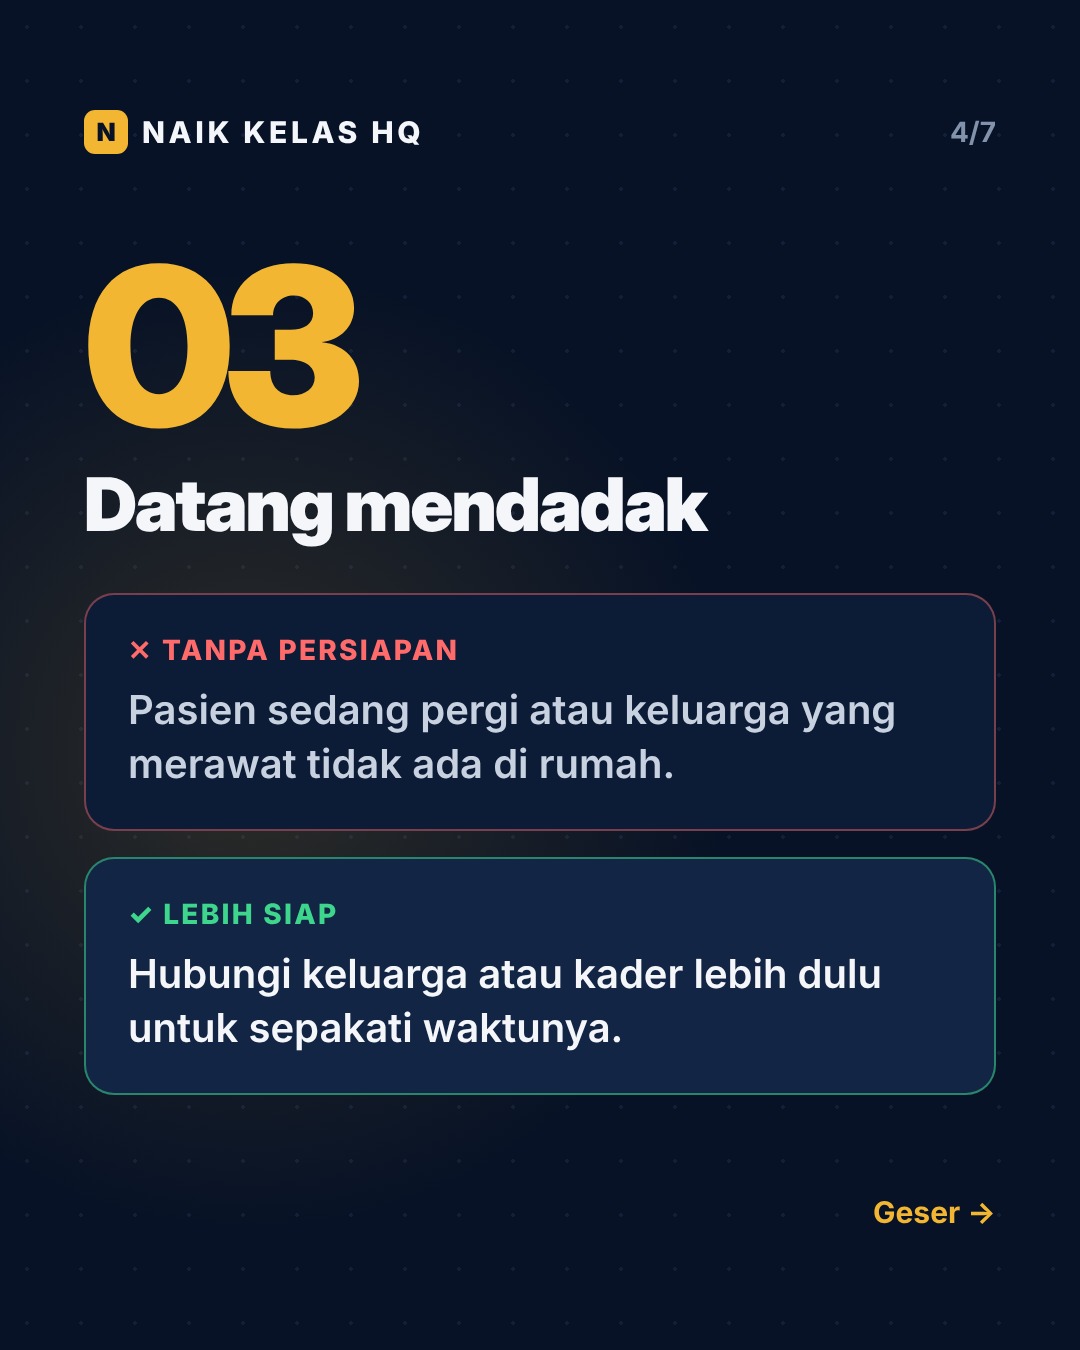 N NAIK KELAS HQ
4/7
03
Datang mendadak
✕ TANPA PERSIAPAN
Pasien sedang pergi atau keluarga yang
merawat tidak ada di rumah.
✓ LEBIH SIAP
Hubungi keluarga atau kader lebih dulu
untuk sepakati waktunya.
Geser →